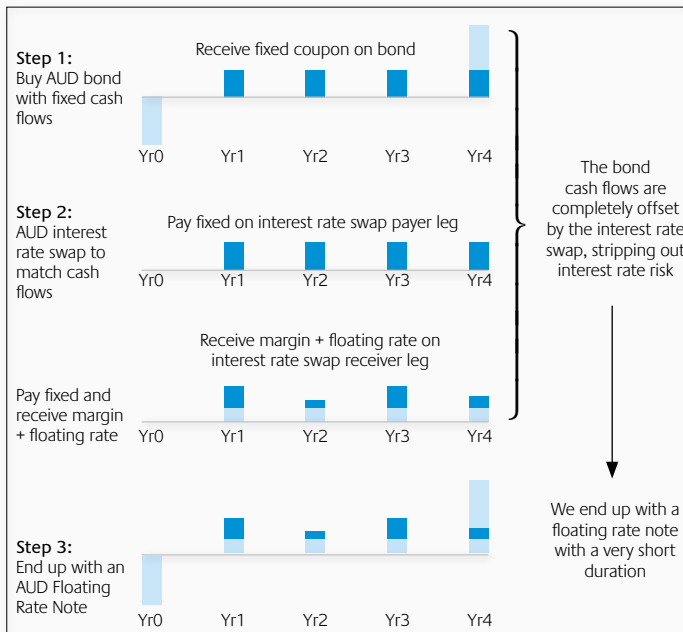 Step 1:
Buy AUD bond
with fixed cash
flows
Receive fixed coupon on bond
Yr0 Yr1 Yr2 Yr3 Yr4
Step 2:
AUD interest
rate swap to
match cash
flows
Pay fixed on interest rate swap payer leg
Yr0 Yr1 Yr2 Yr3 Yr4
Receive margin + floating rate on
interest rate swap receiver leg
Pay fixed and
receive margin
+ floating rate
Yr0 Yr1 Yr2 Yr3 Yr4
The bond
cash flows are
completely offset
by the interest rate
swap, stripping out
interest rate risk
Step 3:
End up with an
AUD Floating
Rate Note
Yr0 Yr1 Yr2 Yr3 Yr4
We end up with a
floating rate note
with a very short
duration